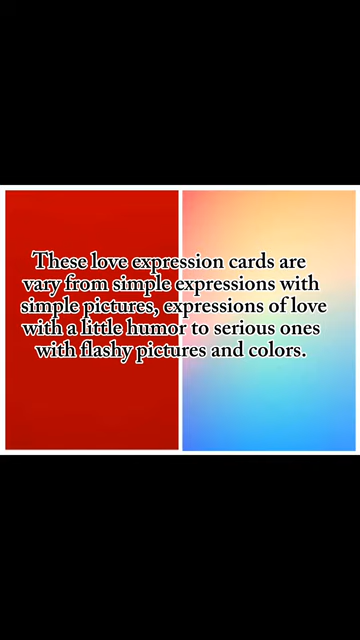 These love expression cards are
vary from simple expressions with
simple pictures, expressions of love
with a little humor to serious ones
with flashy pictures and colors.